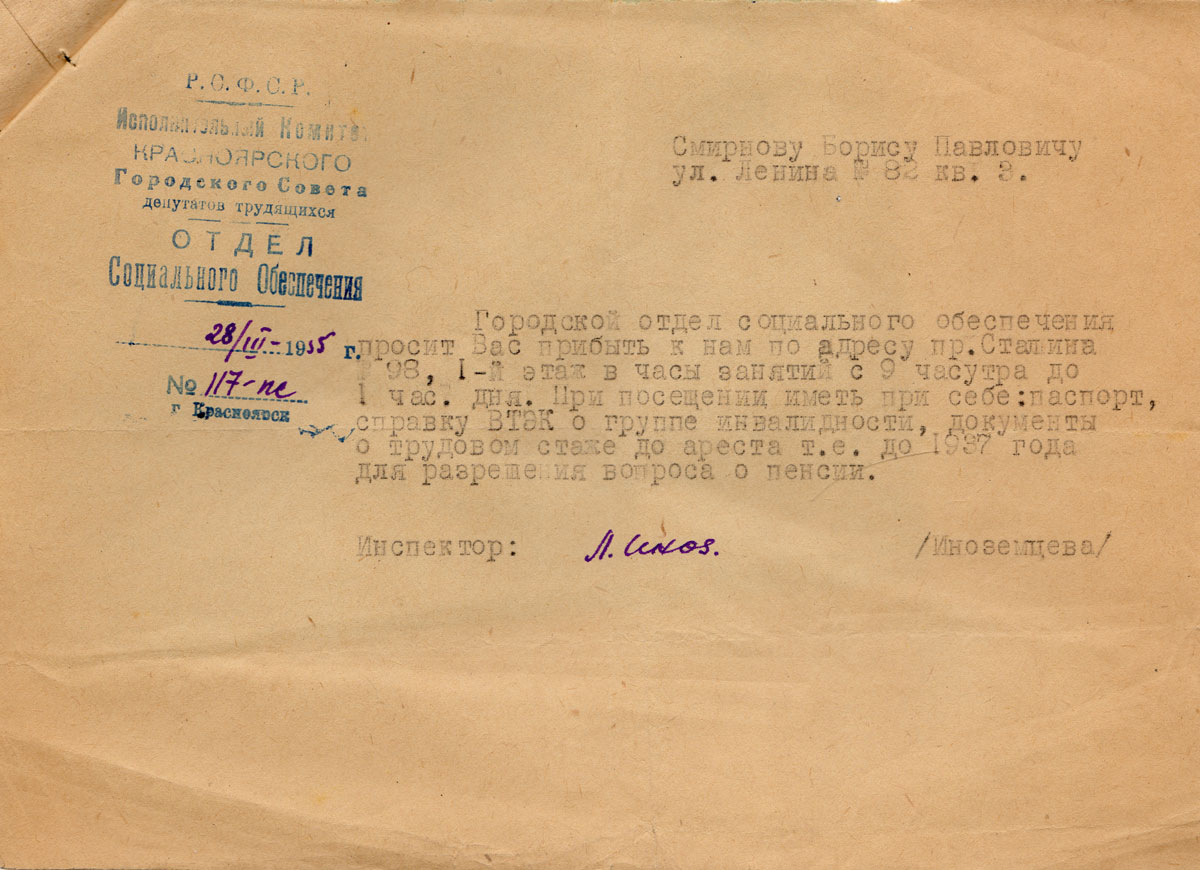 Р.С.Ф.С.Р.
Исполнительный Комитет
КРАСНОЯРСКОГО
Городского Совета
депутатов трудящихся
ОТДЕЛ
Социального Обеспечения
28/III- 1955 г.
№ 117-пс
г Красноярск
Смирнову Борису Павловичу
ул. Ленина № 82 кв. 3.
Городской отдел социального обеспечения
просит Вас прибыть к нам по адресу пр.Сталина
№ 98, 1-й этаж в часы занятий с 9 часутра до
1 час. дня. При посещении иметь при себе:паспорт,
справку ВТЭК о группе инвалидности, документы
о трудовом стаже до ареста т.е. до 1937 года
для разрешения вопроса о пенсии.
Инспектор: Л. Иноз. /Иноземцева/